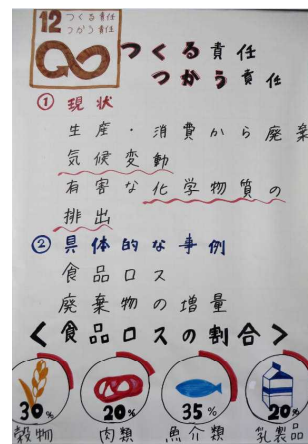 12 つくる責任
つかう責任
つくる責任
つかう責任
① 現状
生産・消費から廃棄
気候変動
有害な化学物質の
排出
② 具体的な事例
食品ロス
廃棄物の増量
<食品ロスの割合>
30% 20% 35% 20%
穀物 肉類 魚介類 乳製品